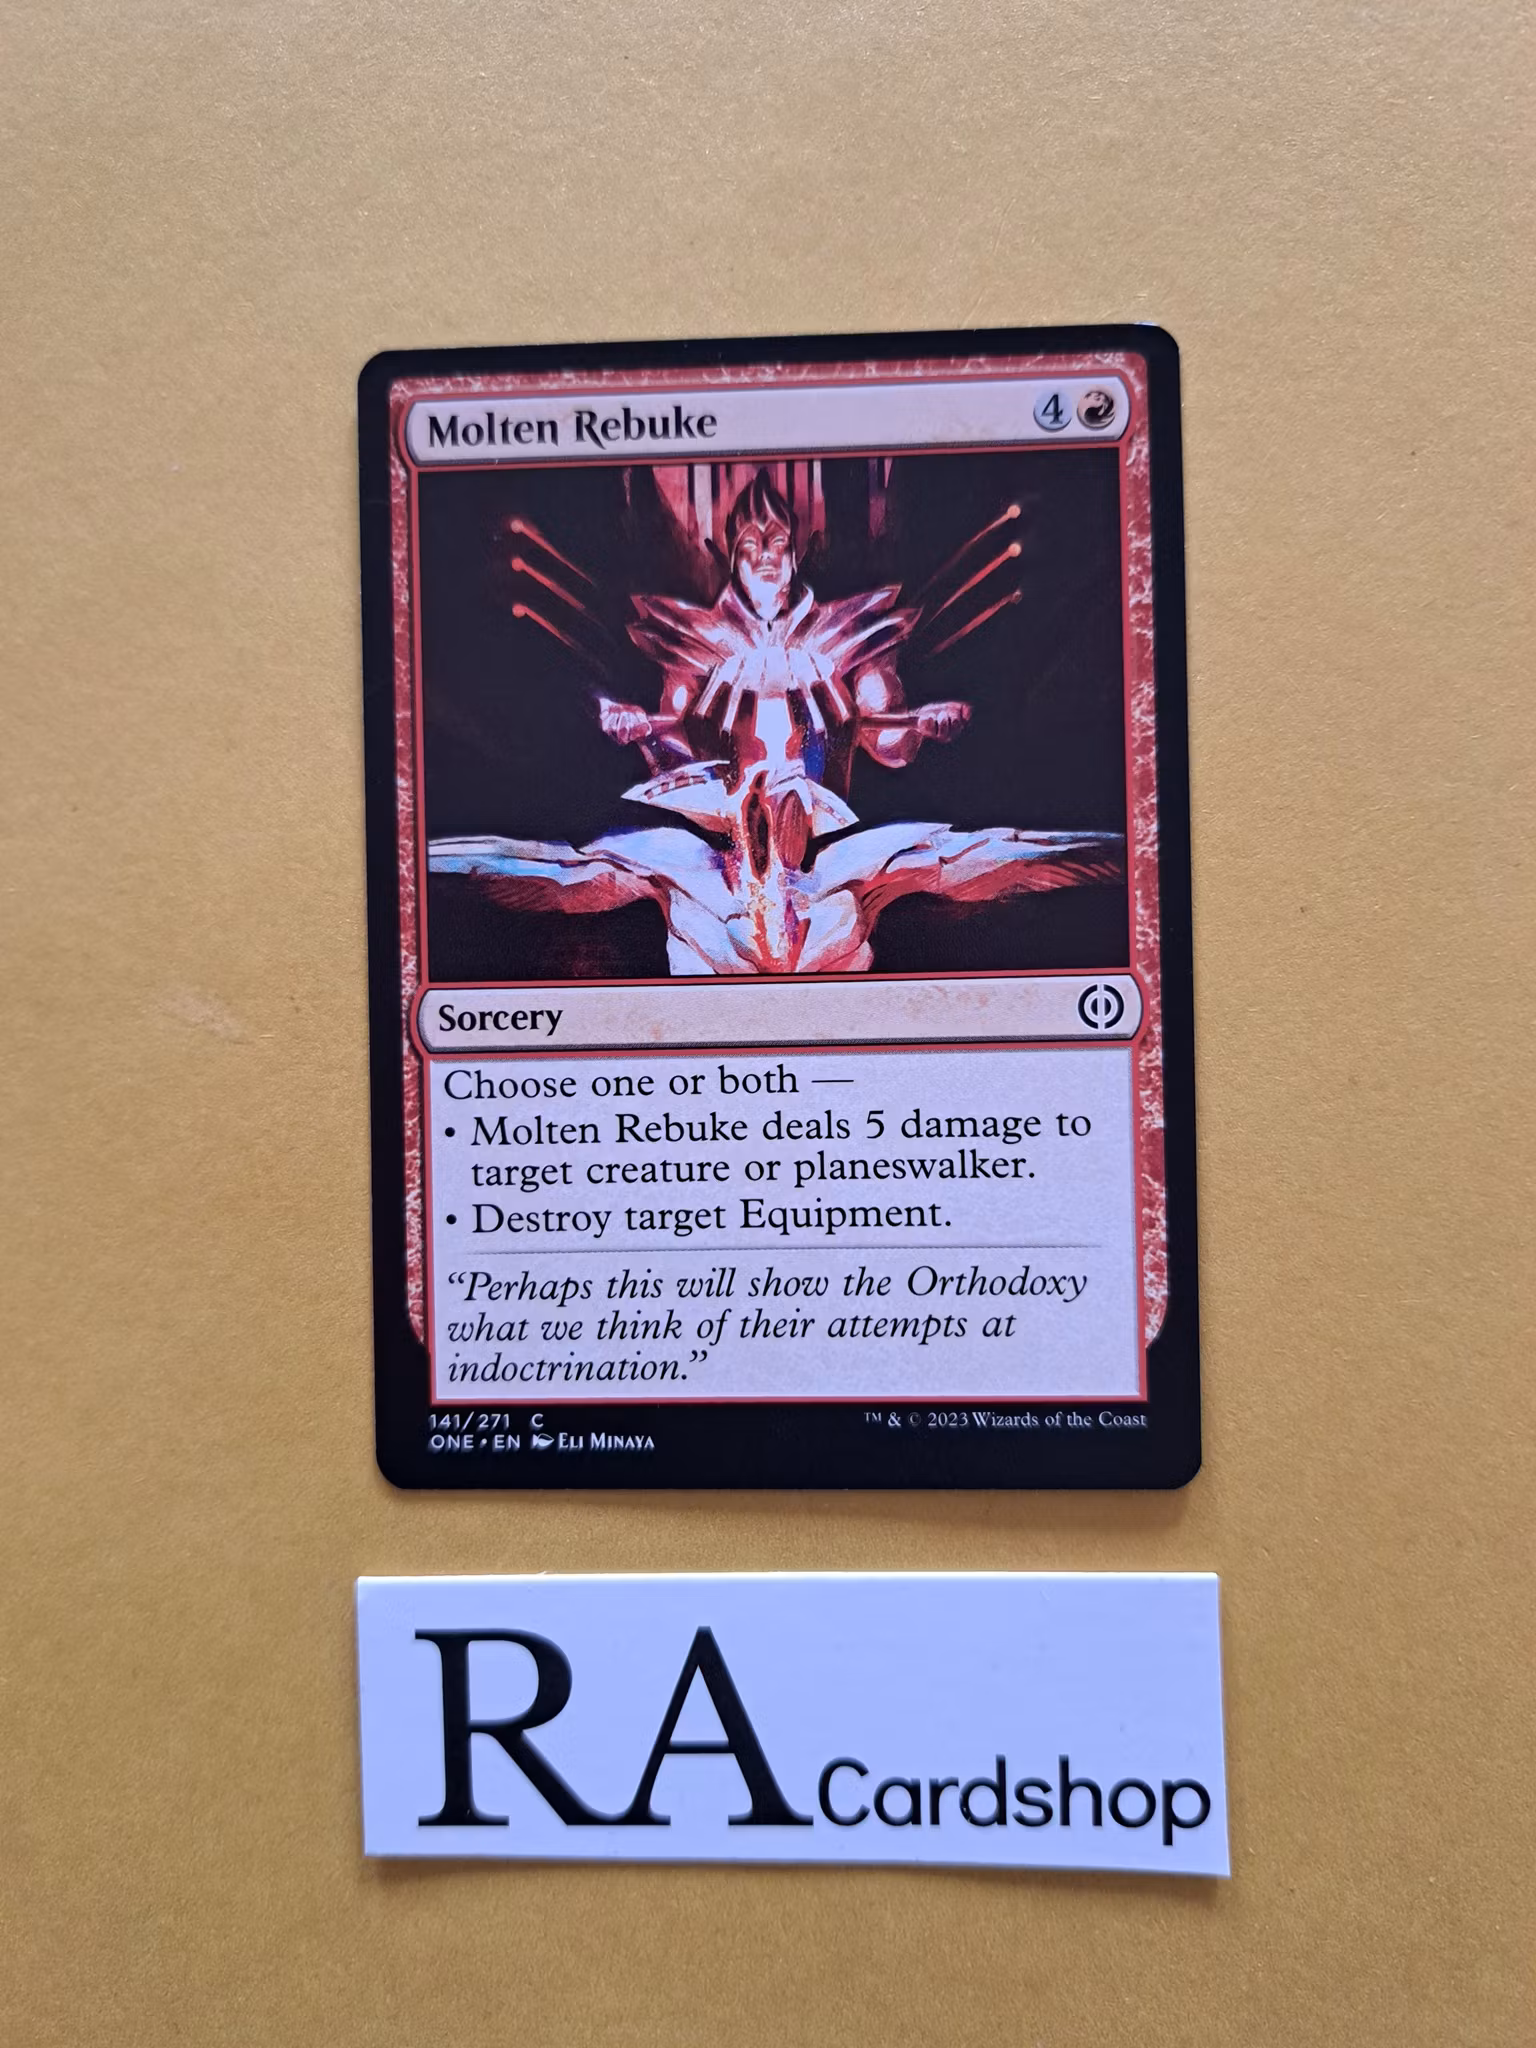 Molten Rebuke 4
Sorcery
Choose one or both —
• Molten Rebuke deals 5 damage to
target creature or planeswalker.
• Destroy target Equipment.
“Perhaps this will show the Orthodoxy
what we think of their attempts at
indoctrination.”
141/271 C
ONE • EN Eli Minaya
™ & © 2023 Wizards of the Coast
RA Cardshop